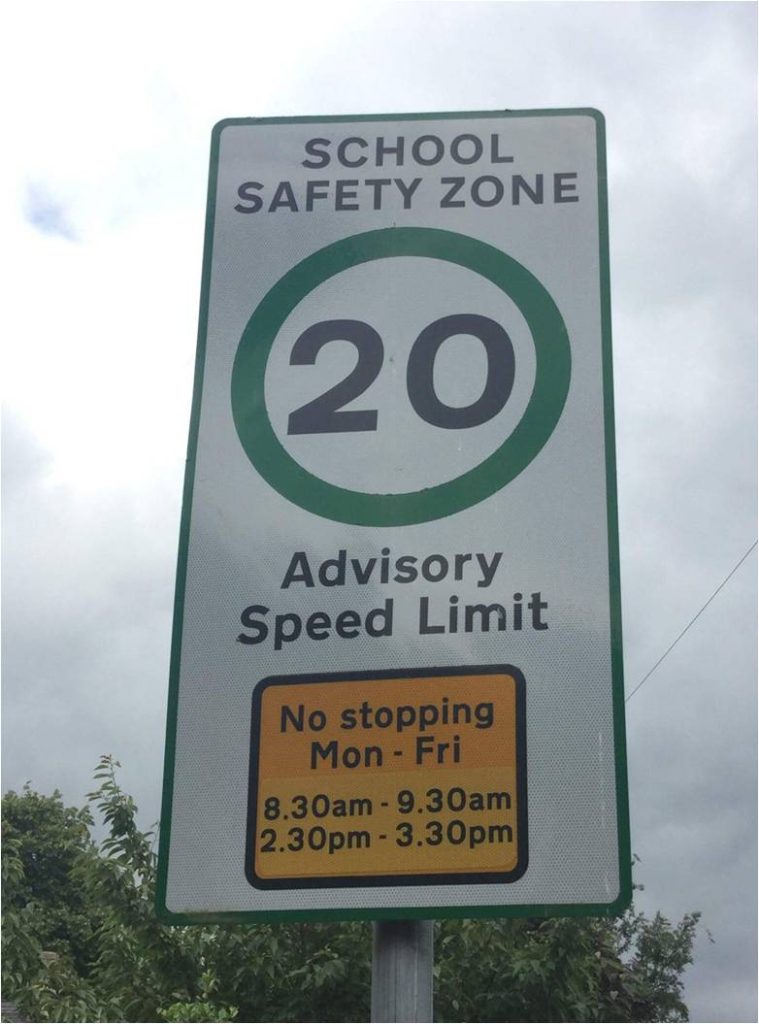 SCHOOL
SAFETY ZONE
20
Advisory
Speed Limit
No stopping
Mon - Fri
8.30am - 9.30am
2.30pm - 3.30pm